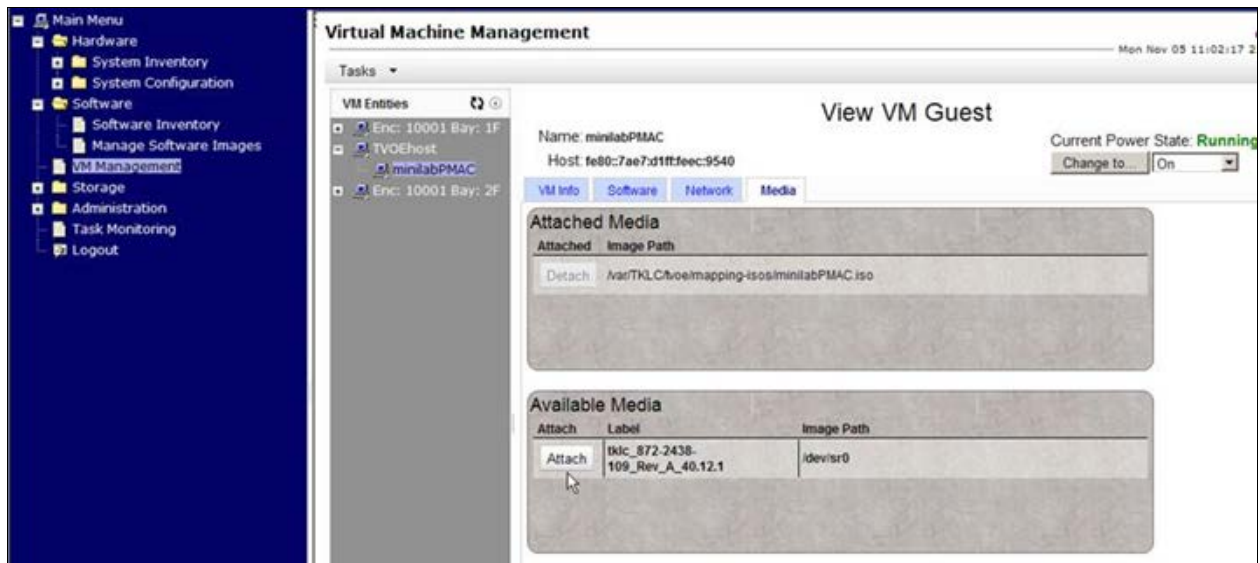 Main Menu
Hardware
System Inventory
System Configuration
Software
Software Inventory
Manage Software Images
VM Management
Storage
Administration
Task Monitoring
Logout
Virtual Machine Management
Mon Nov 05 11:02:17 2
Tasks
VM Entities
Enc: 10001 Bay: 1F
TVOEhost
minilabPMAC
Enc: 10001 Bay: 2F
View VM Guest
Name: minilabPMAC
Current Power State: Running
Host: fe80::7ae7:d1ff:feec:9540
Change to... On
VM Info Software Network Media
Attached Media
Attached Image Path
Detach /var/TKLC/tvoe/mapping-isos/minilabPMAC.iso
Available Media
Attach Label Image Path
Attach tklc_872-2438-109_Rev_A_40.12.1 /dev/sr0